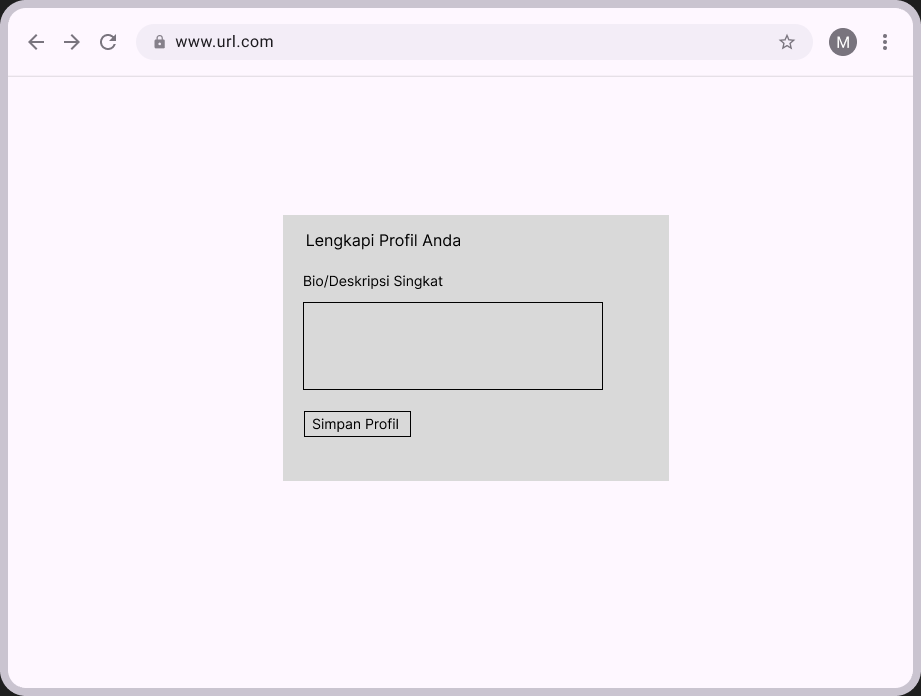 www.url.com
M
Lengkapi Profil Anda
Bio/Deskripsi Singkat
Simpan Profil